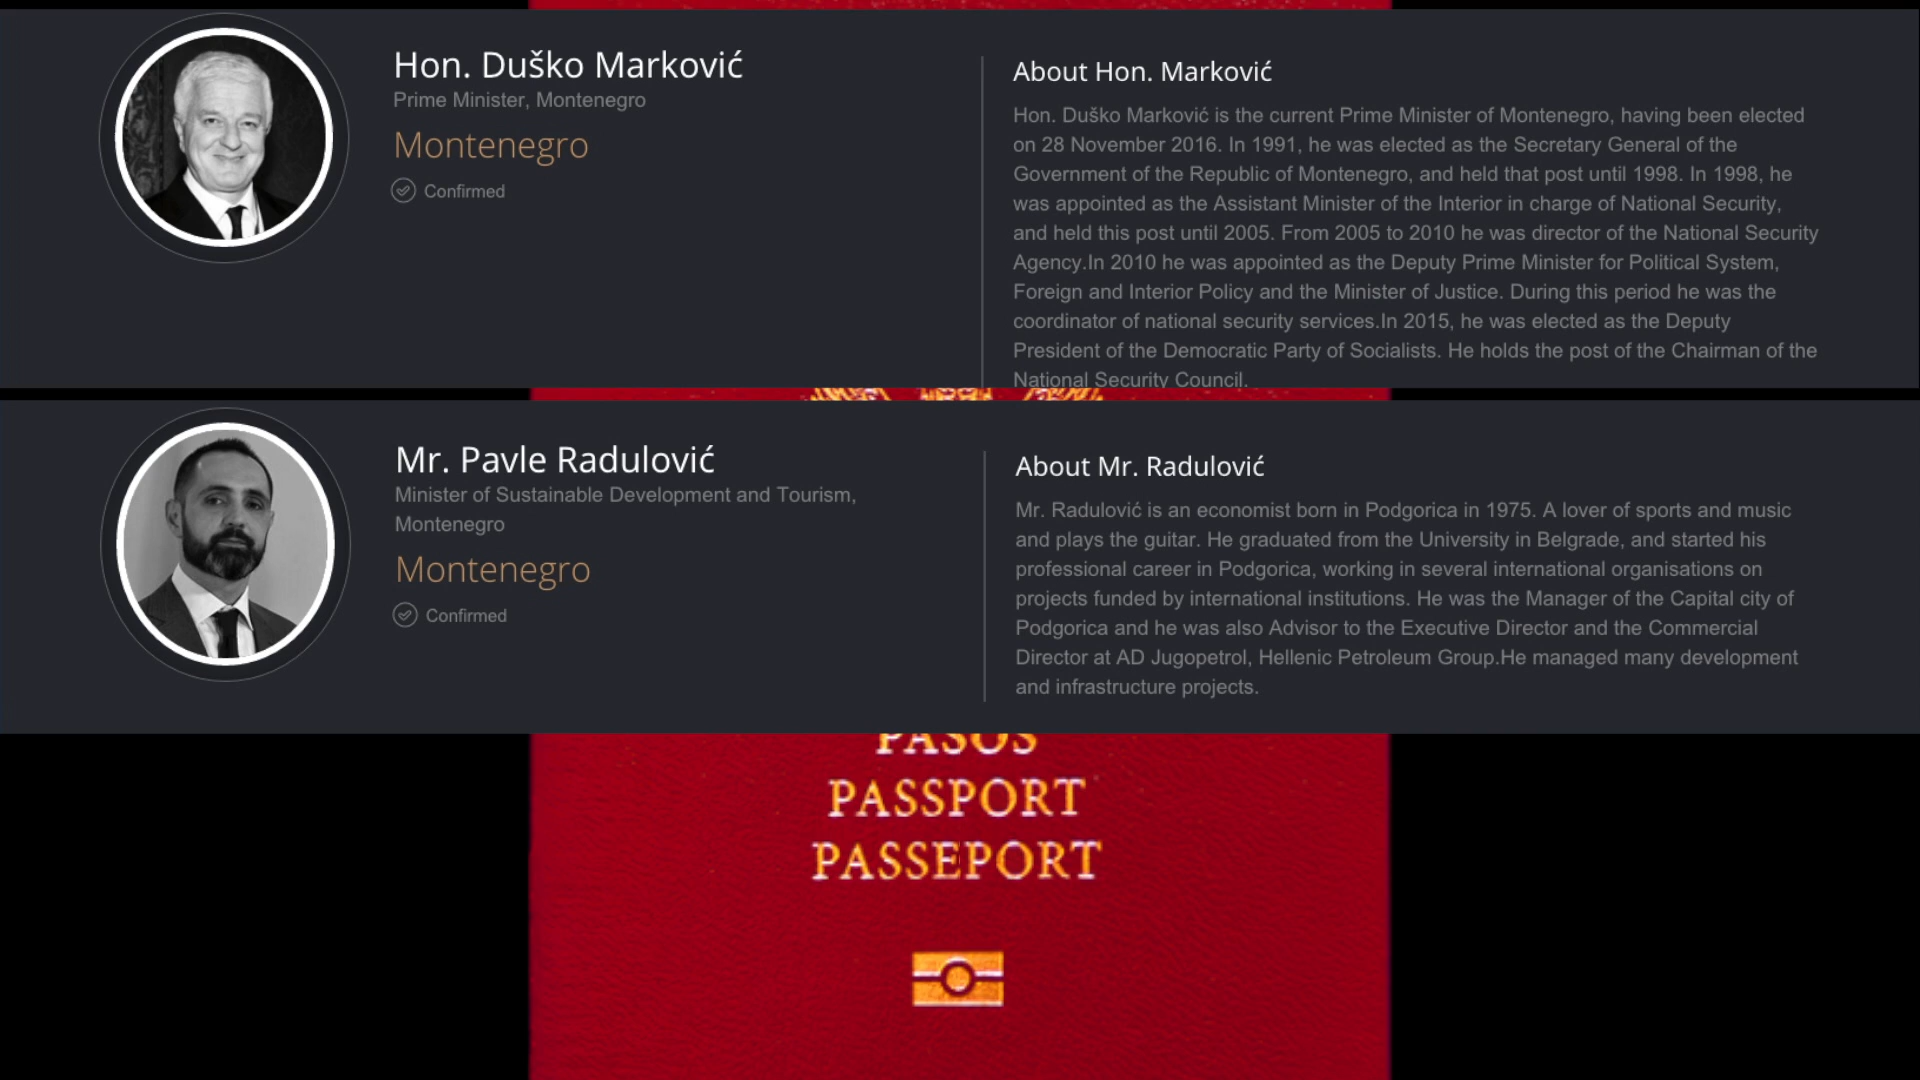 Hon. Duško Marković
Prime Minister, Montenegro
Montenegro
Confirmed
About Hon. Marković
Hon. Duško Marković is the current Prime Minister of Montenegro, having been elected
on 28 November 2016. In 1991, he was elected as the Secretary General of the
Government of the Republic of Montenegro, and held that post until 1998. In 1998, he
was appointed as the Assistant Minister of the Interior in charge of National Security,
and held this post until 2005. From 2005 to 2010 he was director of the National Security
Agency.In 2010 he was appointed as the Deputy Prime Minister for Political System,
Foreign and Interior Policy and the Minister of Justice. During this period he was the
coordinator of national security services.In 2015, he was elected as the Deputy
President of the Democratic Party of Socialists. He holds the post of the Chairman of the
National Security Council.
Mr. Pavle Radulović
Minister of Sustainable Development and Tourism,
Montenegro
Montenegro
Confirmed
About Mr. Radulović
Mr. Radulović is an economist born in Podgorica in 1975. A lover of sports and music
and plays the guitar. He graduated from the University in Belgrade, and started his
professional career in Podgorica, working in several international organisations on
projects funded by international institutions. He was the Manager of the Capital city of
Podgorica and he was also Advisor to the Executive Director and the Commercial
Director at AD Jugopetrol, Hellenic Petroleum Group.He managed many development
and infrastructure projects.
PASOŠ
PASSPORT
PASSEPORT